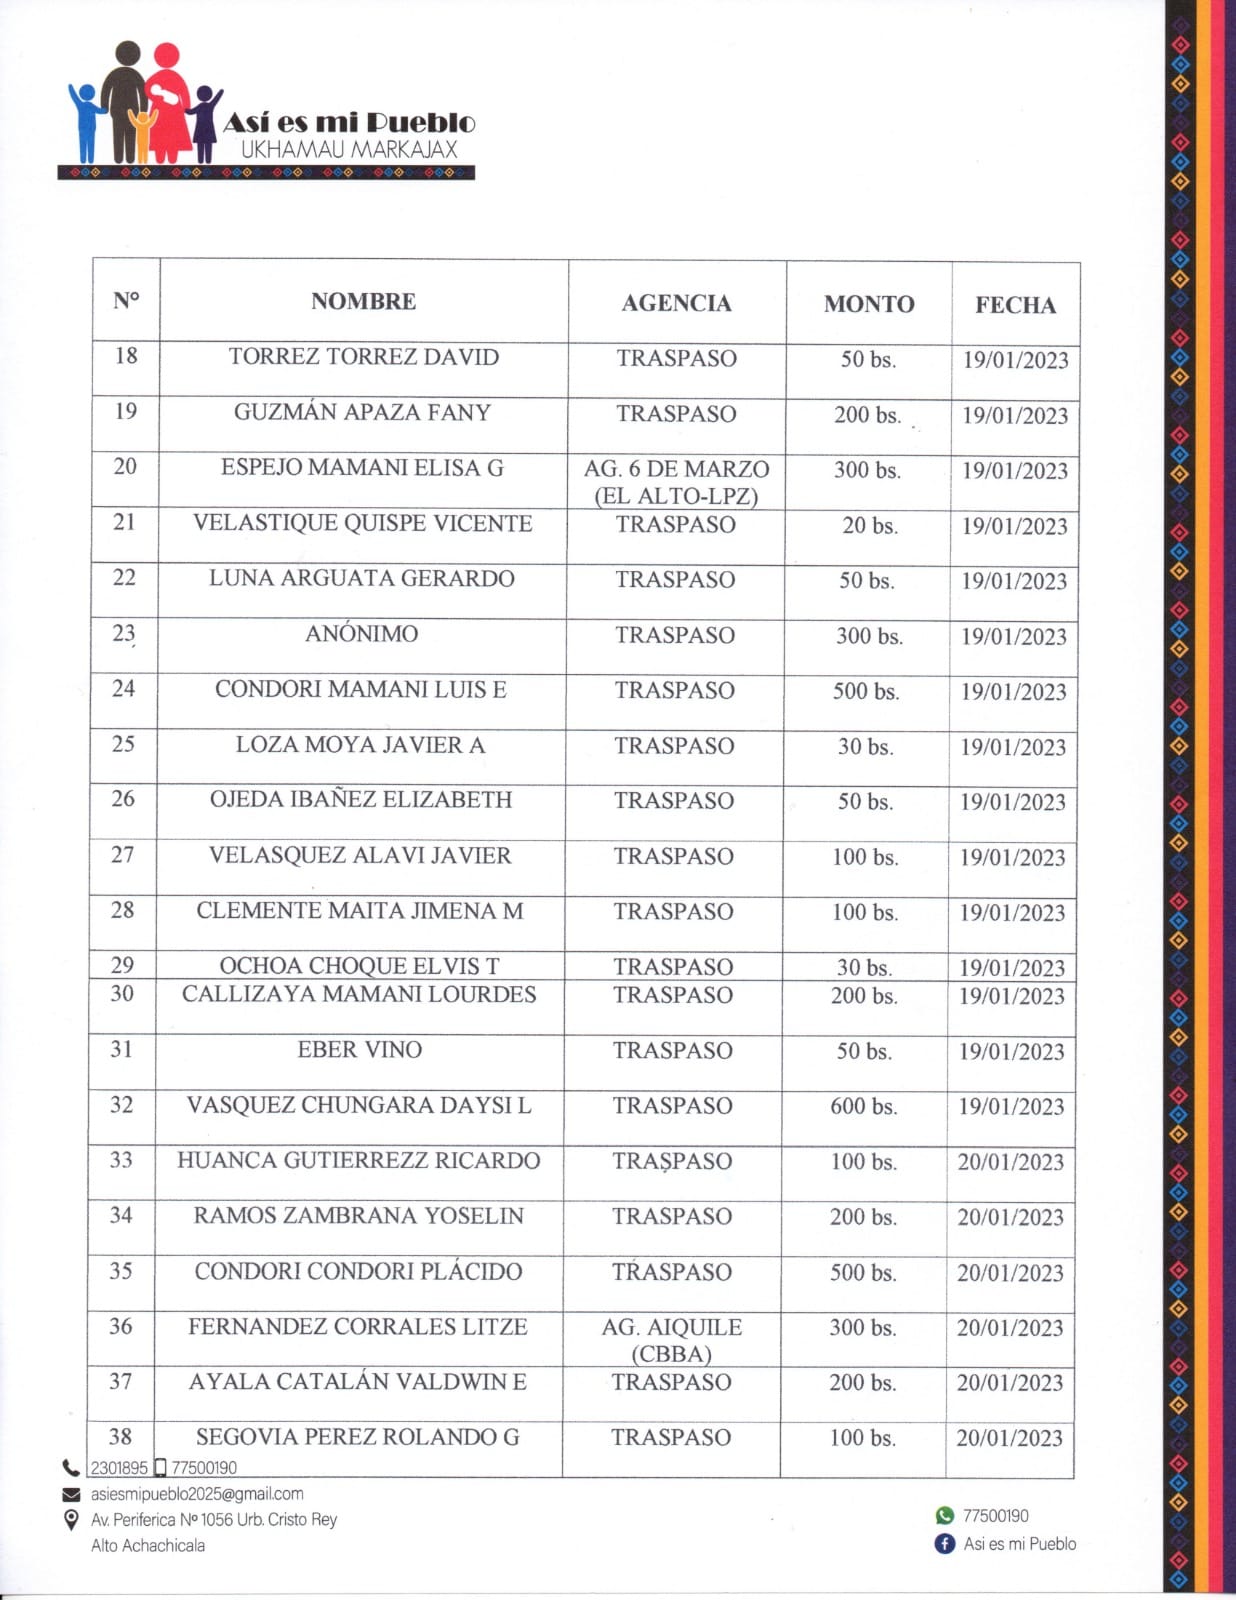 Así es mi Pueblo
UKHAMAU MARKAJAX
Nº NOMBRE AGENCIA MONTO FECHA
18 TORREZ TORREZ DAVID TRASPASO 50 bs. 19/01/2023
19 GUZMÁN APAZA FANY TRASPASO 200 bs. 19/01/2023
20 ESPEJO MAMANI ELISA G AG. 6 DE MARZO 300 bs. 19/01/2023
(EL ALTO-LPZ)
21 VELASTIQUE QUISPE VICENTE TRASPASO 20 bs. 19/01/2023
22 LUNA ARGUATA GERARDO TRASPASO 50 bs. 19/01/2023
23 ANÓNIMO TRASPASO 300 bs. 19/01/2023
24 CONDORI MAMANI LUIS E TRASPASO 500 bs. 19/01/2023
25 LOZA MOYA JAVIER A TRASPASO 30 bs. 19/01/2023
26 OJEDA IBAÑEZ ELIZABETH TRASPASO 50 bs. 19/01/2023
27 VELASQUEZ ALAVI JAVIER TRASPASO 100 bs. 19/01/2023
28 CLEMENTE MAITA JIMENA M TRASPASO 100 bs. 19/01/2023
29 OCHOA CHOQUE ELVIS T TRASPASO 30 bs. 19/01/2023
30 CALLIZAYA MAMANI LOURDES TRASPASO 200 bs. 19/01/2023
31 EBER VINO TRASPASO 50 bs. 19/01/2023
32 VASQUEZ CHUNGARA DAYSI L TRASPASO 600 bs. 19/01/2023
33 HUANCA GUTIERREZZ RICARDO TRASPASO 100 bs. 20/01/2023
34 RAMOS ZAMBRANA YOSELIN TRASPASO 200 bs. 20/01/2023
35 CONDORI CONDORI PLÁCIDO TRASPASO 500 bs. 20/01/2023
36 FERNANDEZ CORRALES LITZE AG. AIQUILE 300 bs. 20/01/2023
(CBBA)
37 AYALA CATALÁN VALDWIN E TRASPASO 200 bs. 20/01/2023
38 SEGOVIA PEREZ ROLANDO G TRASPASO 100 bs. 20/01/2023
2301895 77500190
asiesmipueblo2025@gmail.com
Av. Periferica Nº 1056 Urb. Cristo Rey
Alto Achachicala
77500190
Asi es mi Pueblo